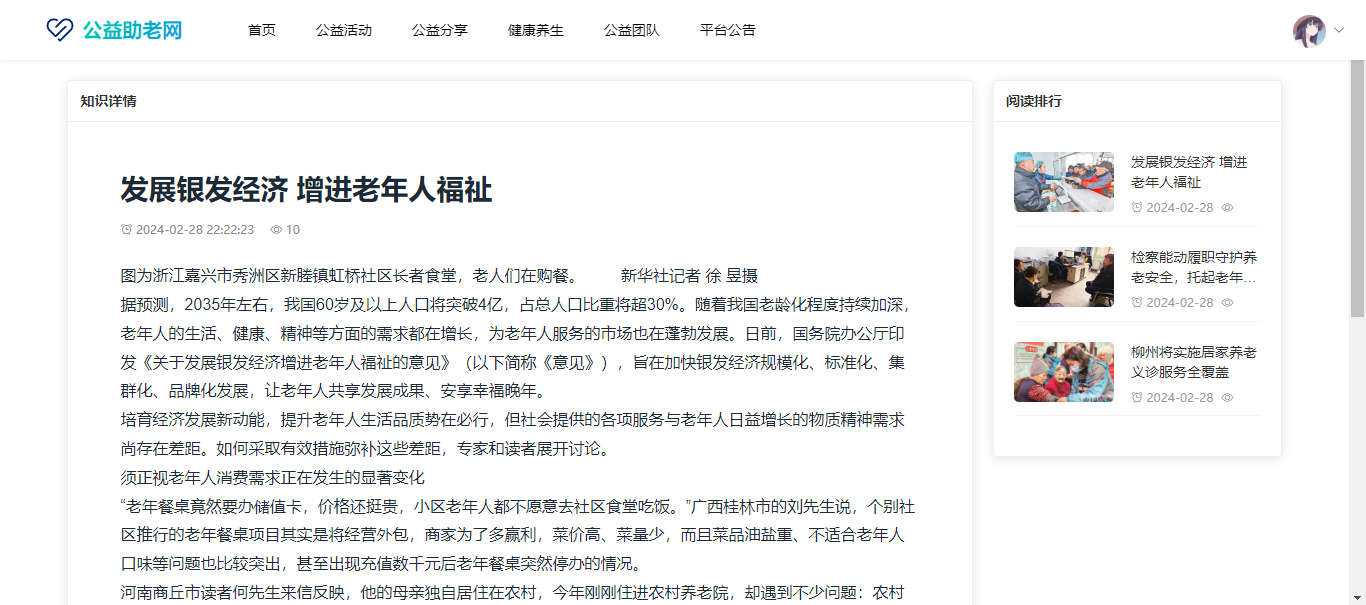 公益助老网
首页 公益活动 公益分享 健康养生 公益团队 平台公告
知识详情
发展银发经济 增进老年人福祉
2024-02-28 22:22:23 10
图为浙江嘉兴市秀洲区新塍镇虹桥社区长者食堂，老人们在购餐。 新华社记者 徐 昱摄
据预测，2035年左右，我国60岁及以上人口将突破4亿，占总人口比重将超30%。随着我国老龄化程度持续加深，
老年人的生活、健康、精神等方面的需求都在增长，为老年人服务的市场也在蓬勃发展。日前，国务院办公厅印
发《关于发展银发经济增进老年人福祉的意见》（以下简称《意见》），旨在加快银发经济规模化、标准化、集
群化、品牌化发展，让老年人共享发展成果、安享幸福晚年。
培育经济发展新动能，提升老年人生活品质势在必行，但社会提供的各项服务与老年人日益增长的物质精神需求
尚存在差距。如何采取有效措施弥补这些差距，专家和读者展开讨论。
须正视老年人消费需求正在发生的显著变化
“老年餐桌竟然要办储值卡，价格还挺贵，小区老年人都不愿意去社区食堂吃饭。”广西桂林市的刘先生说，个别社
区推行的老年餐桌项目其实是将经营外包，商家为了多赢利，菜价高、菜量少，而且菜品油盐重、不适合老年人
口味等问题也比较突出，甚至出现充值数千元后老年餐桌突然停办的情况。
河南商丘市读者何先生来信反映，他的母亲独自居住在农村，今年刚刚住进农村养老院，却遇到不少问题：农村
阅读排行
发展银发经济 增进
老年人福祉
2024-02-28
检察能动履职守护养
老安全，托起老年…
2024-02-28
柳州将实施居家养老
义诊服务全覆盖
2024-02-28